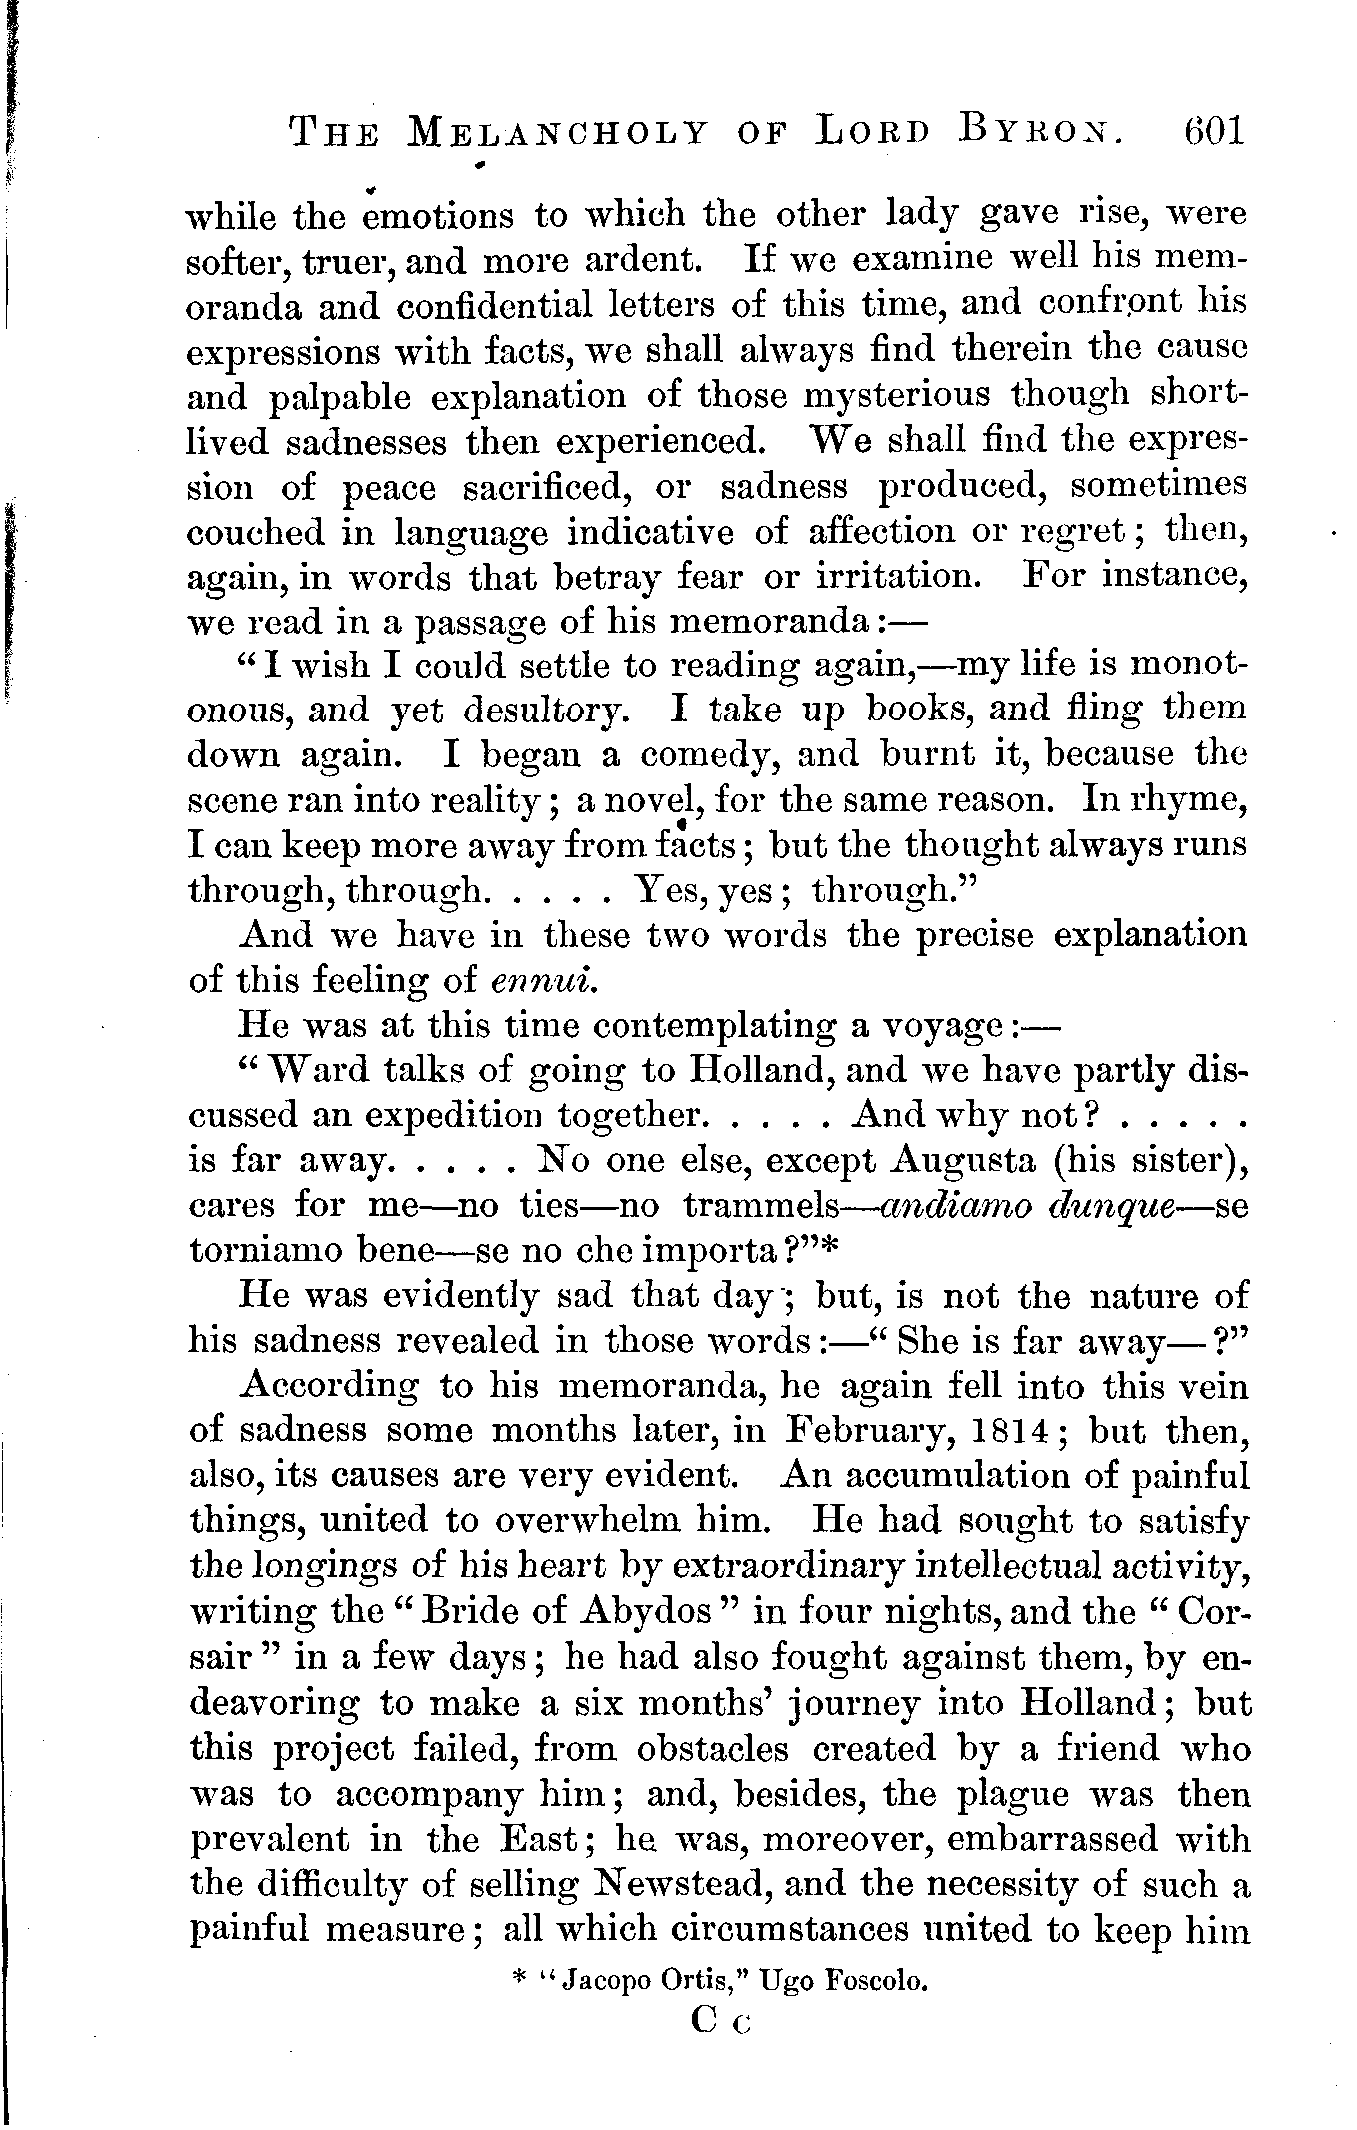 THE MELANCHOLY OF LORD BYRON. 601
while the emotions to which the other lady gave rise, were
softer, truer, and more ardent. If we examine well his mem-
oranda and confidential letters of this time, and confront his
expressions with facts, we shall always find therein the cause
and palpable explanation of those mysterious though short-
lived sadnesses then experienced. We shall find the expres-
sion of peace sacrificed, or sadness produced, sometimes
couched in language indicative of affection or regret; then,
again, in words that betray fear or irritation. For instance,
we read in a passage of his memoranda:—
"I wish I could settle to reading again,—my life is monot-
onous, and yet desultory. I take up books, and fling them
down again. I began a comedy, and burnt it, because the
scene ran into reality; a novel, for the same reason. In rhyme,
I can keep more away from facts; but the thought always runs
through, through. . . . . . Yes, yes; through."
And we have in these two words the precise explanation
of this feeling of ennui.
He was at this time contemplating a voyage:—
"Ward talks of going to Holland, and we have partly dis-
cussed an expedition together. . . . . . And why not? . . . . .
is far away. . . . . . No one else, except Augusta (his sister),
cares for me—no ties—no trammels—andiamo dunque—se
torniamo bene—se no che importa?"*
He was evidently sad that day; but, is not the nature of
his sadness revealed in those words:—"She is far away—?"
According to his memoranda, he again fell into this vein
of sadness some months later, in February, 1814; but then,
also, its causes are very evident. An accumulation of painful
things, united to overwhelm him. He had sought to satisfy
the longings of his heart by extraordinary intellectual activity,
writing the "Bride of Abydos" in four nights, and the "Cor-
sair" in a few days; he had also fought against them, by en-
deavoring to make a six months' journey into Holland; but
this project failed, from obstacles created by a friend who
was to accompany him; and, besides, the plague was then
prevalent in the East; he was, moreover, embarrassed with
the difficulty of selling Newstead, and the necessity of such a
painful measure; all which circumstances united to keep him
* "Jacopo Ortis," Ugo Foscolo.
C c